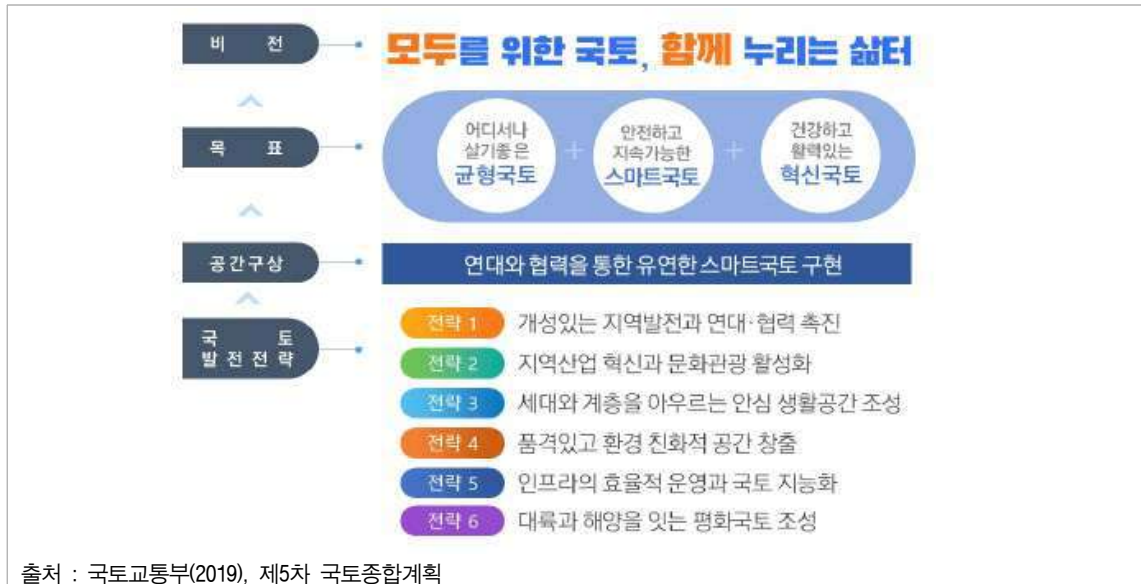 비 전
모두를 위한 국토, 함께 누리는 삶터
목 표
어디서나
살기좋은
균형국토
+
안전하고
지속가능한
스마트국토
+
건강하고
활력있는
혁신국토
공간구상
연대와 협력을 통한 유연한 스마트국토 구현
국 토
발 전 전 략
전략 1 개성있는 지역발전과 연대·협력 촉진
전략 2 지역산업 혁신과 문화관광 활성화
전략 3 세대와 계층을 아우르는 안심 생활공간 조성
전략 4 품격있고 환경 친화적 공간 창출
전략 5 인프라의 효율적 운영과 국토 지능화
전략 6 대륙과 해양을 잇는 평화국토 조성
출처 : 국토교통부(2019), 제5차 국토종합계획